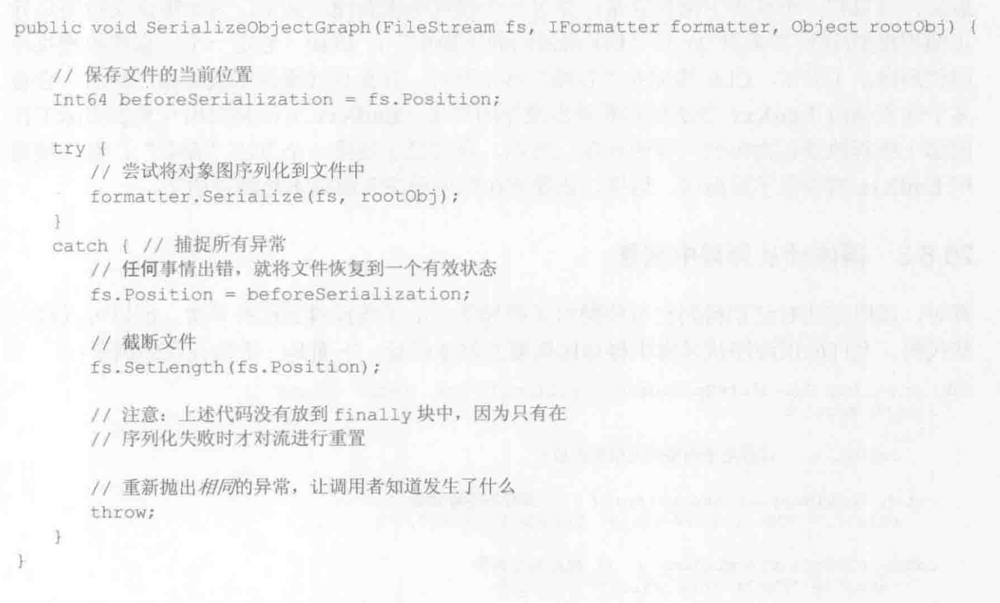 public void SerializeObjectGraph(FileStream fs, IFormatter formatter, Object rootObj) {
// 保存文件的当前位置
Int64 beforeSerialization = fs.Position;
try {
// 尝试将对象图序列化到文件中
formatter.Serialize(fs, rootObj);
}
catch { // 捕捉所有异常
// 任何事情出错，就将文件恢复到一个有效状态
fs.Position = beforeSerialization;
// 截断文件
fs.SetLength(fs.Position);
// 注意：上述代码没有放到 finally 块中，因为只有在
// 序列化失败时才对流进行重置
// 重新抛出相同的异常，让调用者知道发生了什么
throw;
}
}